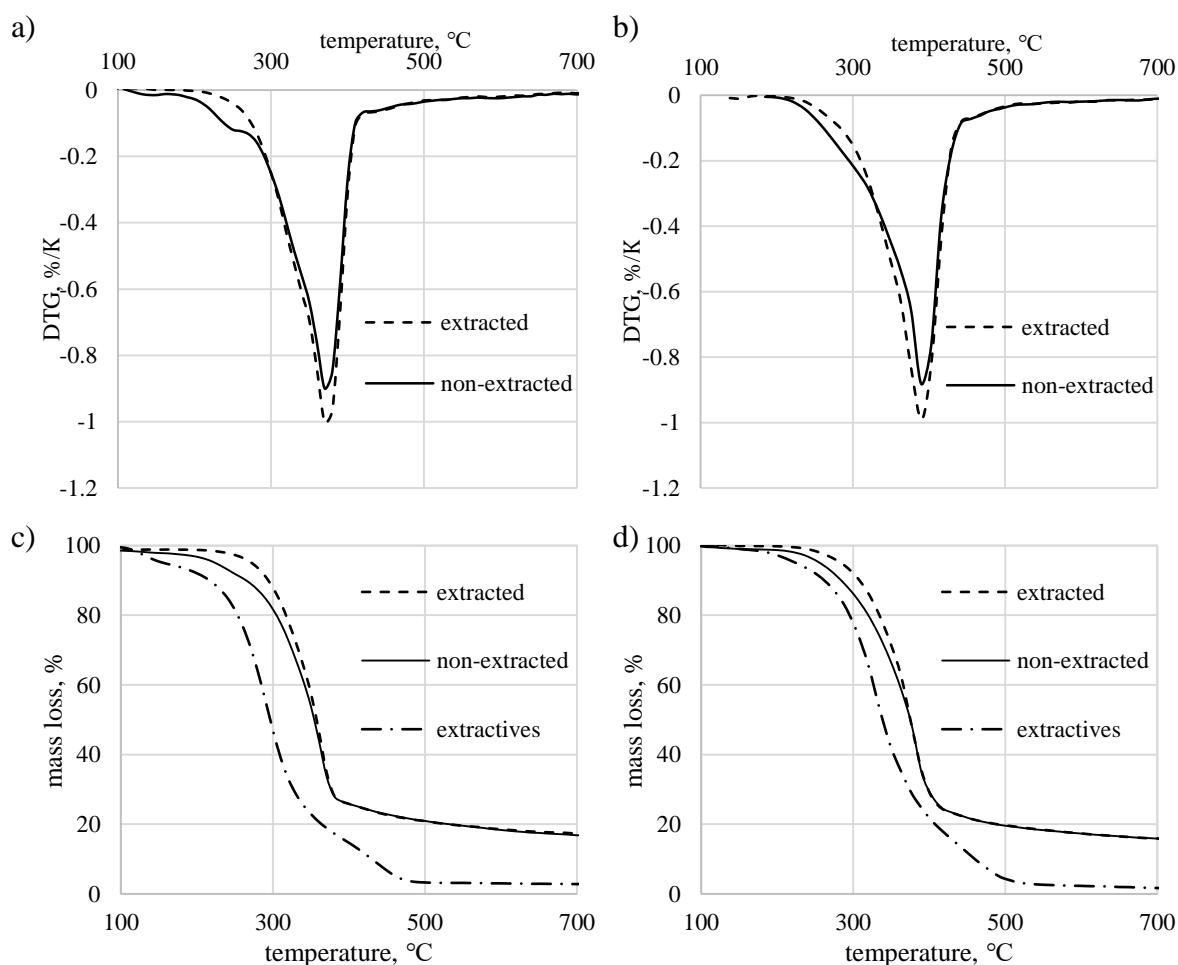 a)
temperature, °C
100 300 500 700
0
-0.2
-0.4
-0.6
-0.8
-1
-1.2
DTG, %/K
extracted
non-extracted
b)
temperature, °C
100 300 500 700
0
-0.2
-0.4
-0.6
-0.8
-1
-1.2
DTG, %/K
extracted
non-extracted
c)
100
80
60
40
20
0
mass loss, %
extracted
non-extracted
extractives
100 300 500 700
temperature, °C
d)
100
80
60
40
20
0
mass loss, %
extracted
non-extracted
extractives
100 300 500 700
temperature, °C